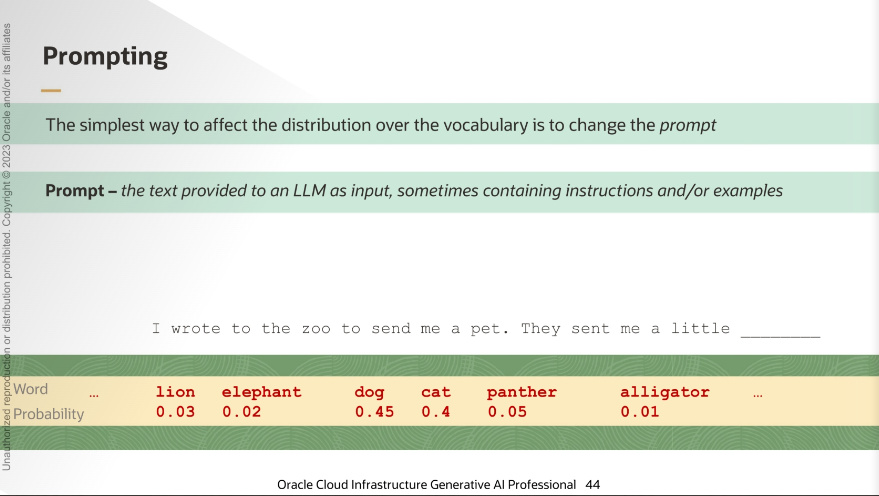 Prompting
The simplest way to affect the distribution over the vocabulary is to change the prompt
Prompt – the text provided to an LLM as input, sometimes containing instructions and/or examples
I wrote to the zoo to send me a pet. They sent me a little ________
Word ... lion elephant dog cat panther alligator ...
Probability 0.03 0.02 0.45 0.4 0.05 0.01
Oracle Cloud Infrastructure Generative AI Professional 44
Unauthorized reproduction or distribution prohibited. Copyright © 2023 Oracle and/or its affiliates